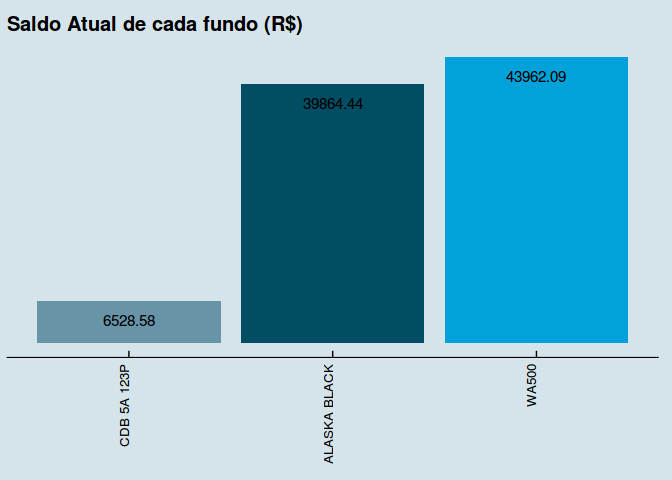 Saldo Atual de cada fundo (R$)
43962.09
39864.44
6528.58
CDB 5A 123P
ALASKA BLACK
WA500